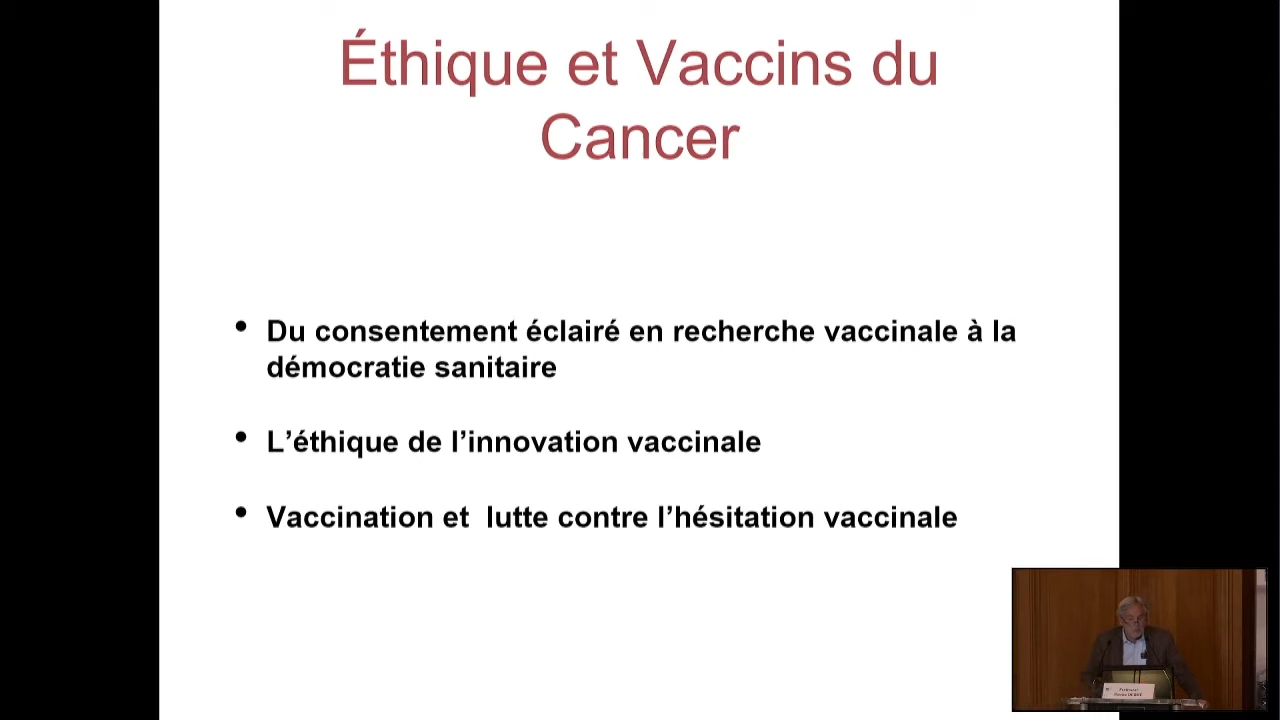 Éthique et Vaccins du
Cancer
• Du consentement éclairé en recherche vaccinale à la
démocratie sanitaire
• L’éthique de l’innovation vaccinale
• Vaccination et  lutte contre l’hésitation vaccinale
Professeur